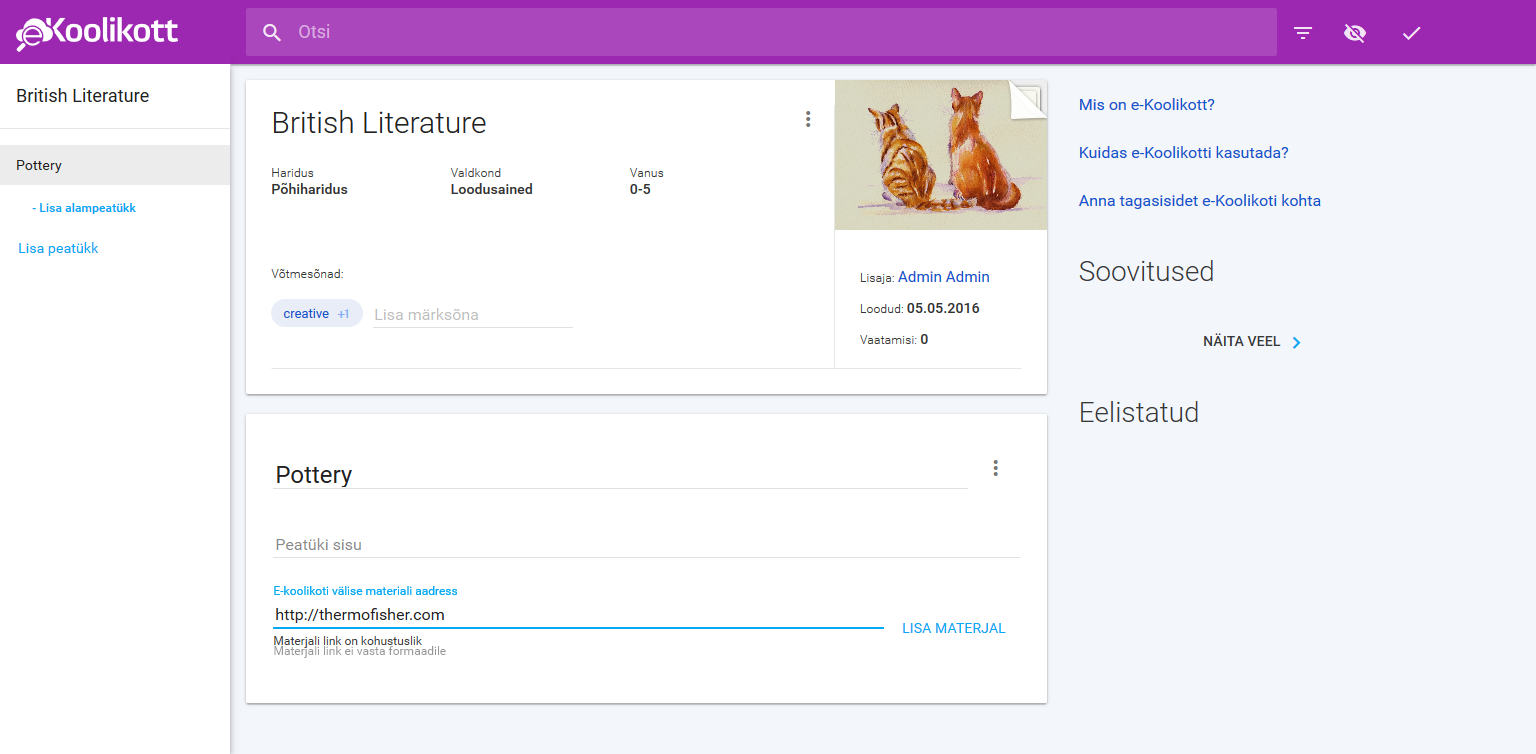 eKoolikott
Otsi
British Literature
Pottery
- Lisa alampeatükk
Lisa peatükk
British Literature
Haridus
Põhiharidus
Valdkond
Loodusained
Vanus
0-5
Võtmesõnad:
creative +1
Lisa märksõna
Lisaja: Admin Admin
Loodud: 05.05.2016
Vaatamisi: 0
Pottery
Peatüki sisu
E-koolikoti välise materiali aadress
http://thermofisher.com
LISA MATERJAL
Materjali link on kohustuslik
Materjali link ei vasta formaadile
Mis on e-Koolikott?
Kuidas e-Koolikotti kasutada?
Anna tagasisidet e-Koolikoti kohta
Soovitused
NÄITA VEEL
Eelistatud